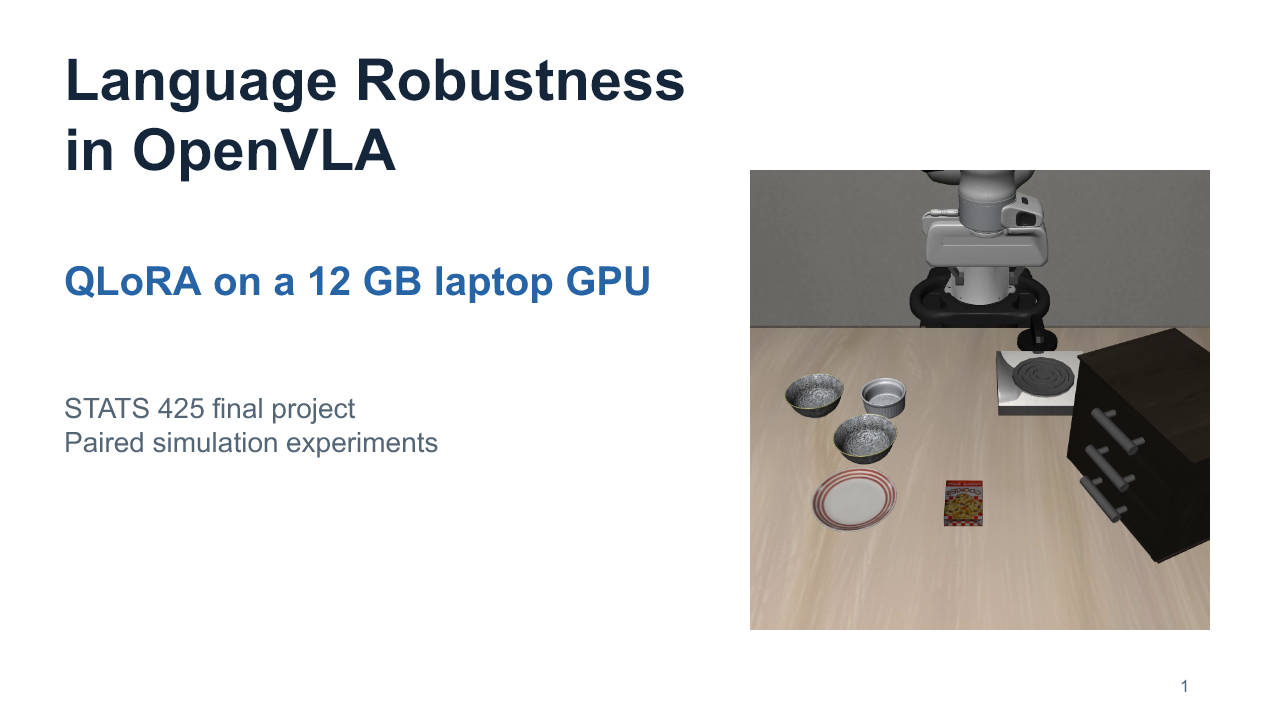 Language Robustness
in OpenVLA
QLoRA on a 12 GB laptop GPU
STATS 425 final project
Paired simulation experiments
1